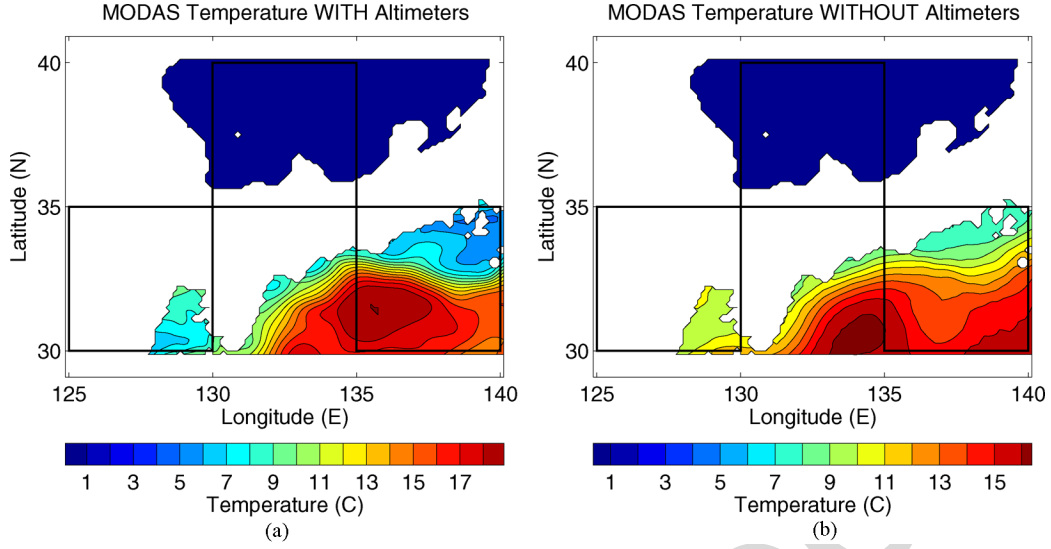 MODAS Temperature WITH Altimeters
40
35
30
Latitude (N)
125 130 135 140
Longitude (E)
1 3 5 7 9 11 13 15 17
Temperature (C)
(a)
MODAS Temperature WITHOUT Altimeters
40
35
30
Latitude (N)
125 130 135 140
Longitude (E)
1 3 5 7 9 11 13 15
Temperature (C)
(b)